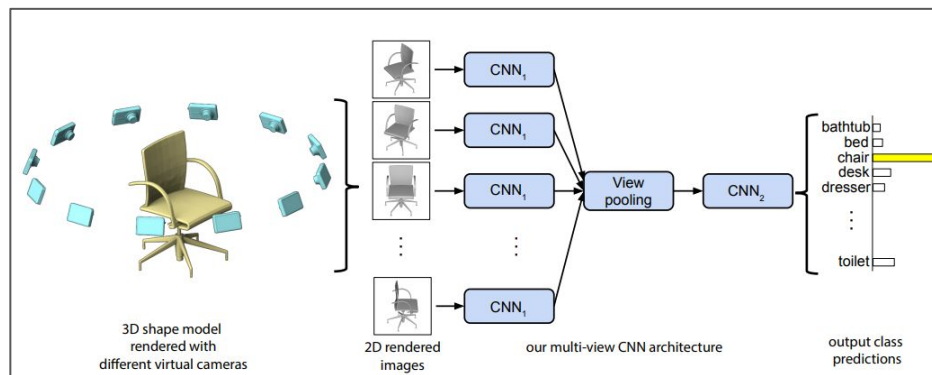 CNN₁
CNN₁
CNN₁
CNN₁
View
pooling
CNN₂
bathtub
bed
chair
desk
dresser
toilet
3D shape model
rendered with
different virtual cameras
2D rendered
images
our multi-view CNN architecture
output class
predictions